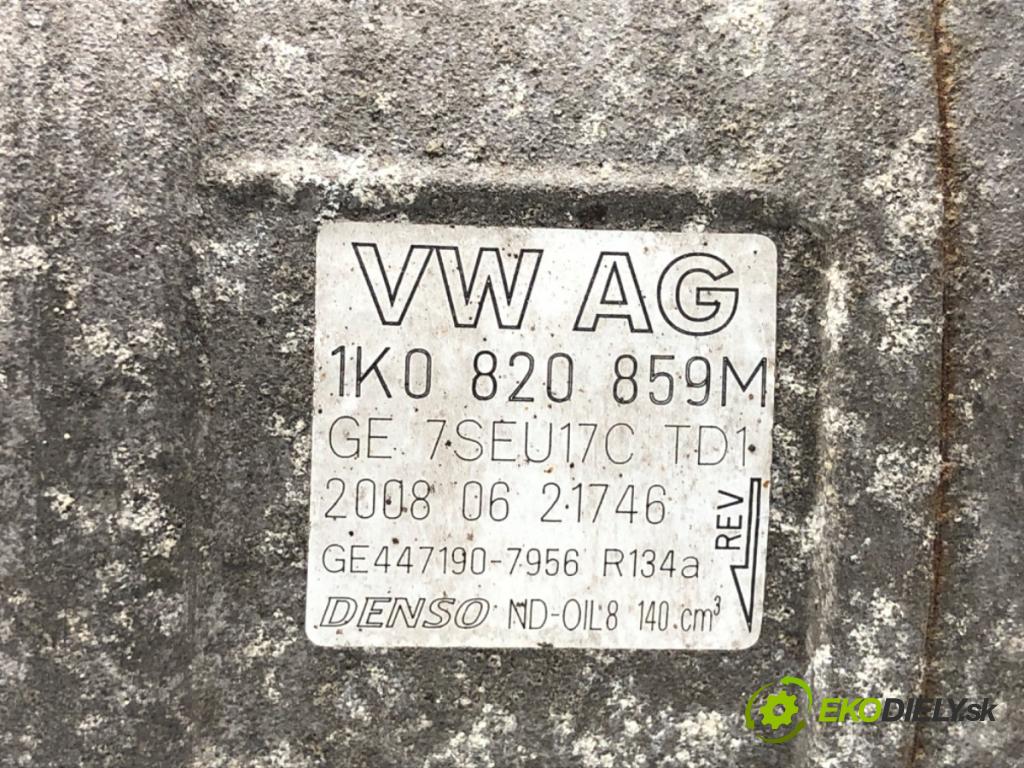 VW AG
1K0 820 859M
GE 7SEU17C TD1
2008 06 21746
REV
GE447190-7956 R134a
DENSO ND-OIL8 140.cm³
EKODIELY.sk